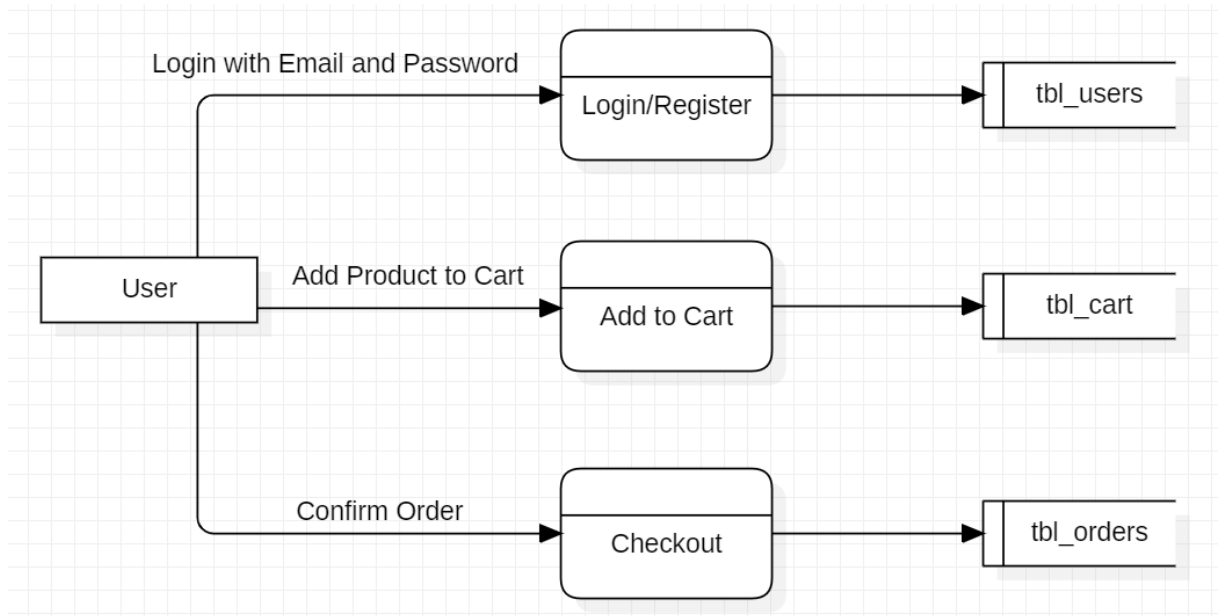 Login with Email and Password
Login/Register
tbl_users
User
Add Product to Cart
Add to Cart
tbl_cart
Confirm Order
Checkout
tbl_orders